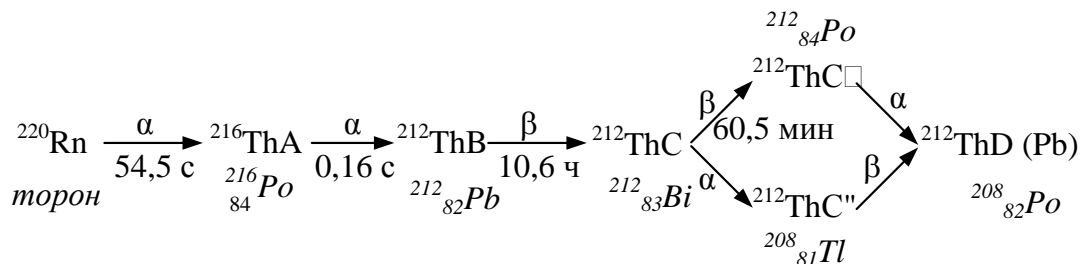 ²¹²₈₄Po
²¹²ThC□
α β β 60,5 мин α
²²⁰Rn ²¹⁶ThA ²¹²ThB ²¹²ThC ²¹²ThD (Pb)
54,5 с 0,16 с 10,6 ч α β
торон ²¹⁶₈₄Po ²¹²₈₂Pb ²¹²₈₃Bi ²¹²ThC" ²⁰⁸₈₂Po
²⁰⁸₈₁Tl